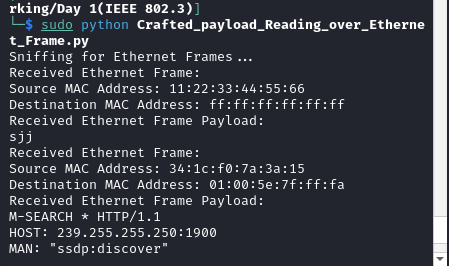 rking/Day 1(IEEE 802.3)]
└─$ sudo python Crafted_payload_Reading_over_Etherne
t_Frame.py
Sniffing for Ethernet Frames...
Received Ethernet Frame:
Source MAC Address: 11:22:33:44:55:66
Destination MAC Address: ff:ff:ff:ff:ff:ff
Received Ethernet Frame Payload:
sjj
Received Ethernet Frame:
Source MAC Address: 34:1c:f0:7a:3a:15
Destination MAC Address: 01:00:5e:7f:ff:fa
Received Ethernet Frame Payload:
M-SEARCH * HTTP/1.1
HOST: 239.255.255.250:1900
MAN: "ssdp:discover"